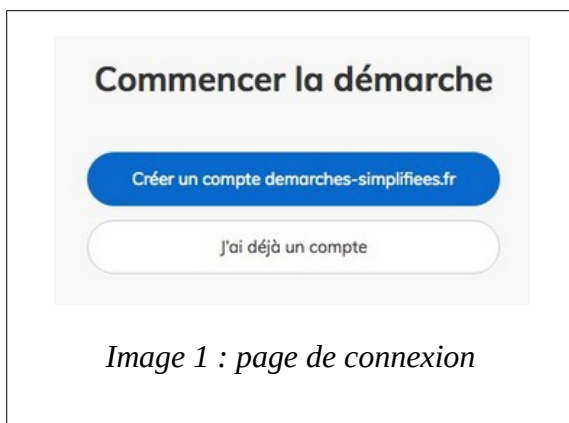 Commencer la démarche
Créer un compte demarches-simplifiees.fr
J'ai déjà un compte
Image 1 : page de connexion